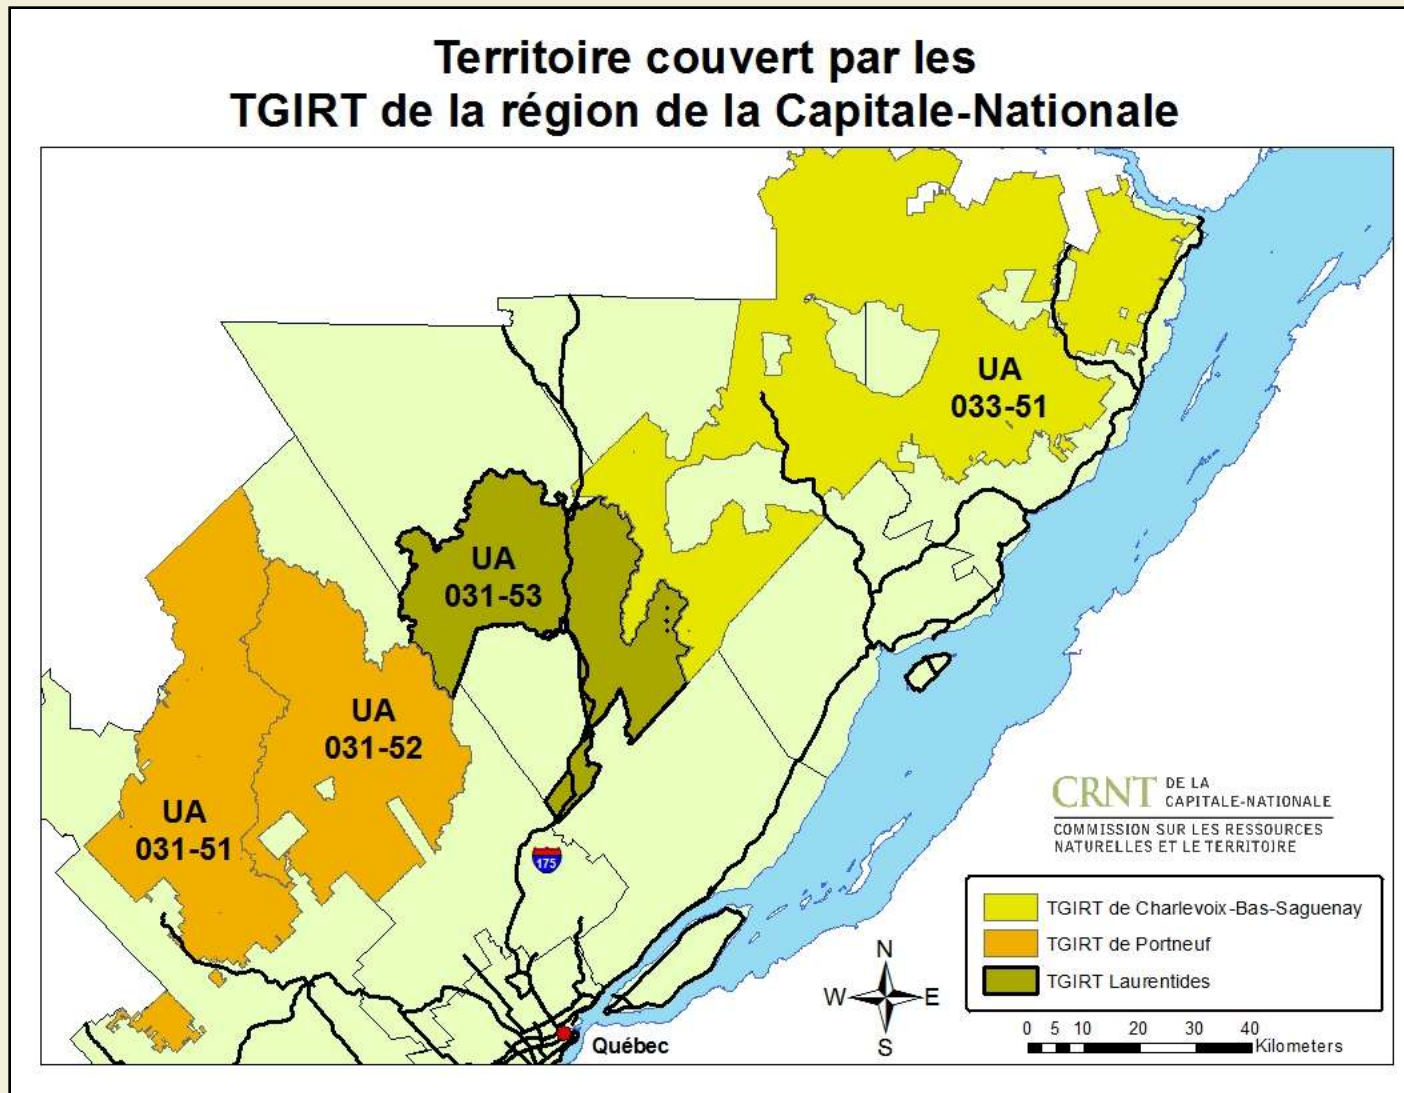 Territoire couvert par les
TGIRT de la région de la Capitale-Nationale
UA
033-51
UA
031-53
UA
031-52
UA
031-51
175
CRNT DE LA
CAPITALE-NATIONALE
COMMISSION SUR LES RESSOURCES
NATURELLES ET LE TERRITOIRE
TGIRT de Charlevoix-Bas-Saguenay
TGIRT de Portneuf
TGIRT Laurentides
N
W E
S
Québec
0 5 10 20 30 40
Kilometers